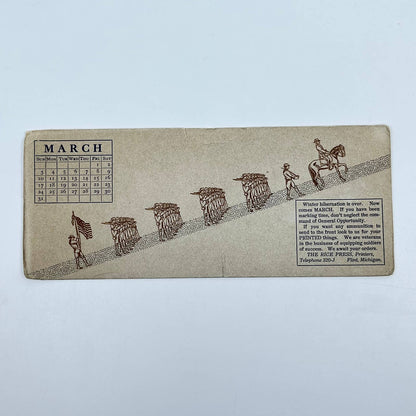 MARCH
SUN MON TUE WED THU FRI SAT
1 2
3 4 5 6 7 8 9
10 11 12 13 14 15 16
17 18 19 20 21 22 23
24 25 26 27 28 29 30
31
Winter hibernation is over. Now
comes MARCH. If you have been
marking time, don't neglect the com-
mand of General Opportunity.
If you want any ammunition to
send to the front look to us for your
PRINTED things. We are veterans
in the business of equipping soldiers
of success. We await your orders.
THE RICE PRESS, Printers,
Telephone 320-J Flint, Michigan.